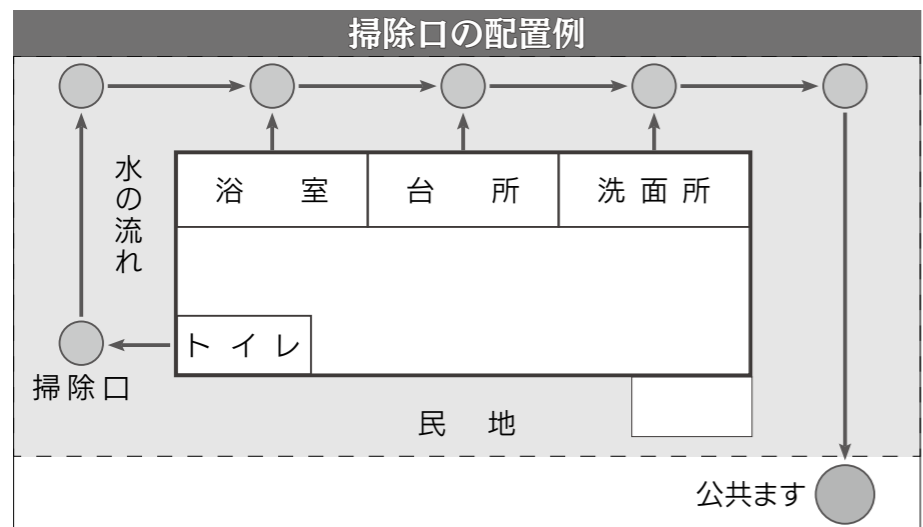 掃除口の配置例
水の流れ
浴室
台所
洗面所
トイレ
掃除口
民地
公共ます